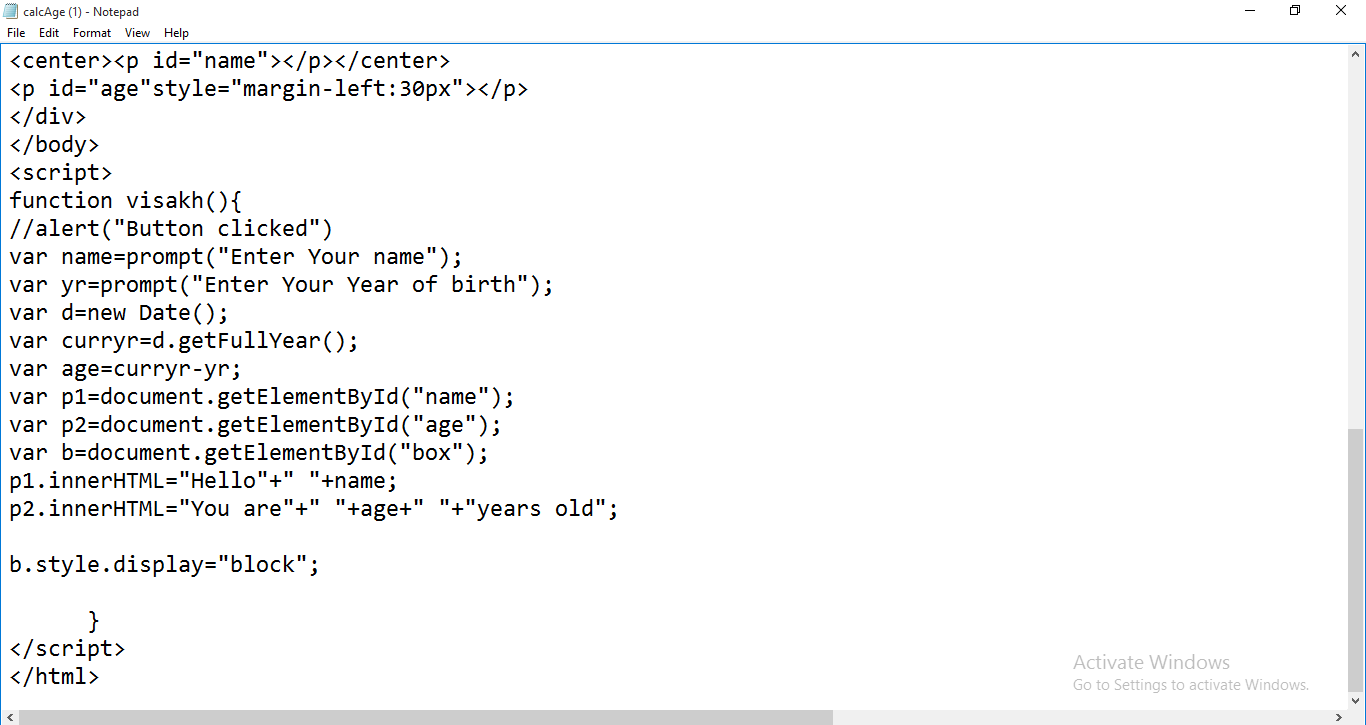 calcAge (1) - Notepad
File Edit Format View Help
<center><p id="name"></p></center>
<p id="age"style="margin-left:30px"></p>
</div>
</body>
<script>
function visakh(){
//alert("Button clicked")
var name=prompt("Enter Your name");
var yr=prompt("Enter Your Year of birth");
var d=new Date();
var curryr=d.getFullYear();
var age=curryr-yr;
var p1=document.getElementById("name");
var p2=document.getElementById("age");
var b=document.getElementById("box");
p1.innerHTML="Hello"+" "+name;
p2.innerHTML="You are"+" "+age+" "+"years old";
b.style.display="block";
}
</script>
</html>
Activate Windows
Go to Settings to activate Windows.